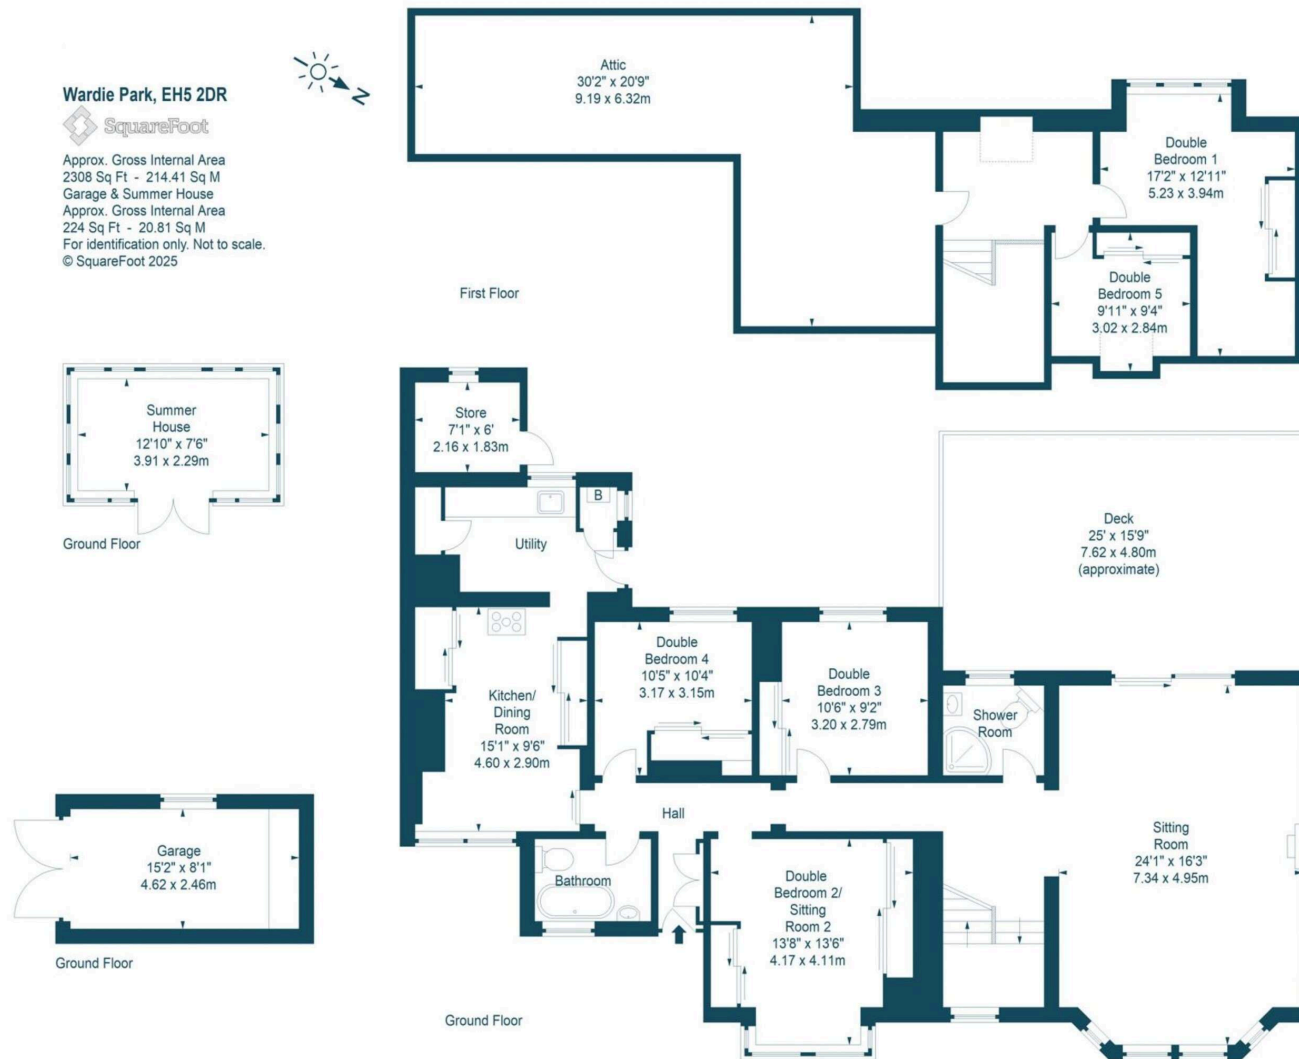 Wardie Park, EH5 2DR
SquareFoot
Approx. Gross Internal Area
2308 Sq Ft - 214.41 Sq M
Garage & Summer House
Approx. Gross Internal Area
224 Sq Ft - 20.81 Sq M
For identification only. Not to scale.
© SquareFoot 2025
N
Attic
30'2" x 20'9"
9.19 x 6.32m
Double
Bedroom 1
17'2" x 12'11"
5.23 x 3.94m
Double
Bedroom 5
9'11" x 9'4"
3.02 x 2.84m
First Floor
Summer
House
12'10" x 7'6"
3.91 x 2.29m
Ground Floor
Store
7'1" x 6'
2.16 x 1.83m
B
Utility
Deck
25' x 15'9"
7.62 x 4.80m
(approximate)
Kitchen/
Dining
Room
15'1" x 9'6"
4.60 x 2.90m
Double
Bedroom 4
10'5" x 10'4"
3.17 x 3.15m
Double
Bedroom 3
10'6" x 9'2"
3.20 x 2.79m
Shower
Room
Hall
Sitting
Room
24'1" x 16'3"
7.34 x 4.95m
Garage
15'2" x 8'1"
4.62 x 2.46m
Ground Floor
Bathroom
Double
Bedroom 2/
Sitting
Room 2
13'8" x 13'6"
4.17 x 4.11m
Ground Floor